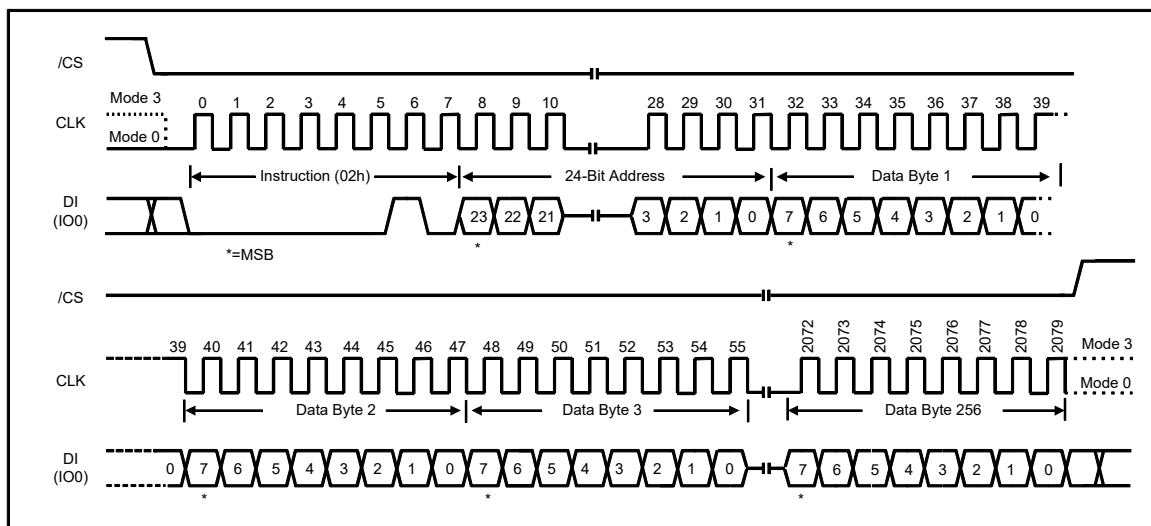 /CS
Mode 3
0 1 2 3 4 5 6 7 8 9 10 28 29 30 31 32 33 34 35 36 37 38 39
CLK
Mode 0
Instruction (02h) 24-Bit Address Data Byte 1
DI
(IO0)
23 22 21 3 2 1 0 7 6 5 4 3 2 1 0
* *
*=MSB
/CS
39 40 41 42 43 44 45 46 47 48 49 50 51 52 53 54 55 2072 2073 2074 2075 2076 2077 2078 2079
Mode 3
CLK
Mode 0
Data Byte 2 Data Byte 3 Data Byte 256
DI
(IO0)
0 7 6 5 4 3 2 1 0 7 6 5 4 3 2 1 0 7 6 5 4 3 2 1 0
* * *